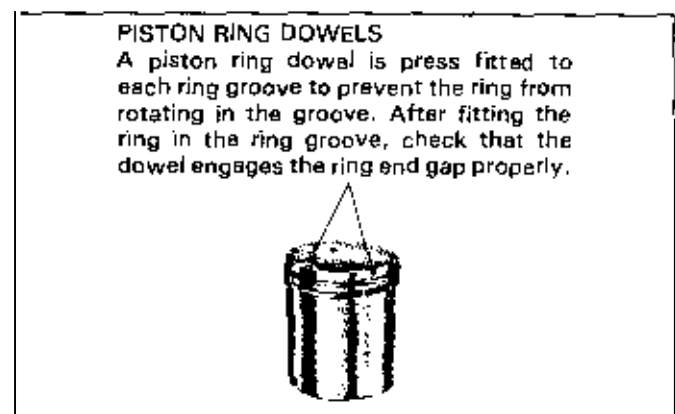 PISTON RING DOWELS
A piston ring dowel is press fitted to
each ring groove to prevent the ring from
rotating in the groove. After fitting the
ring in the ring groove, check that the
dowel engages the ring end gap properly.